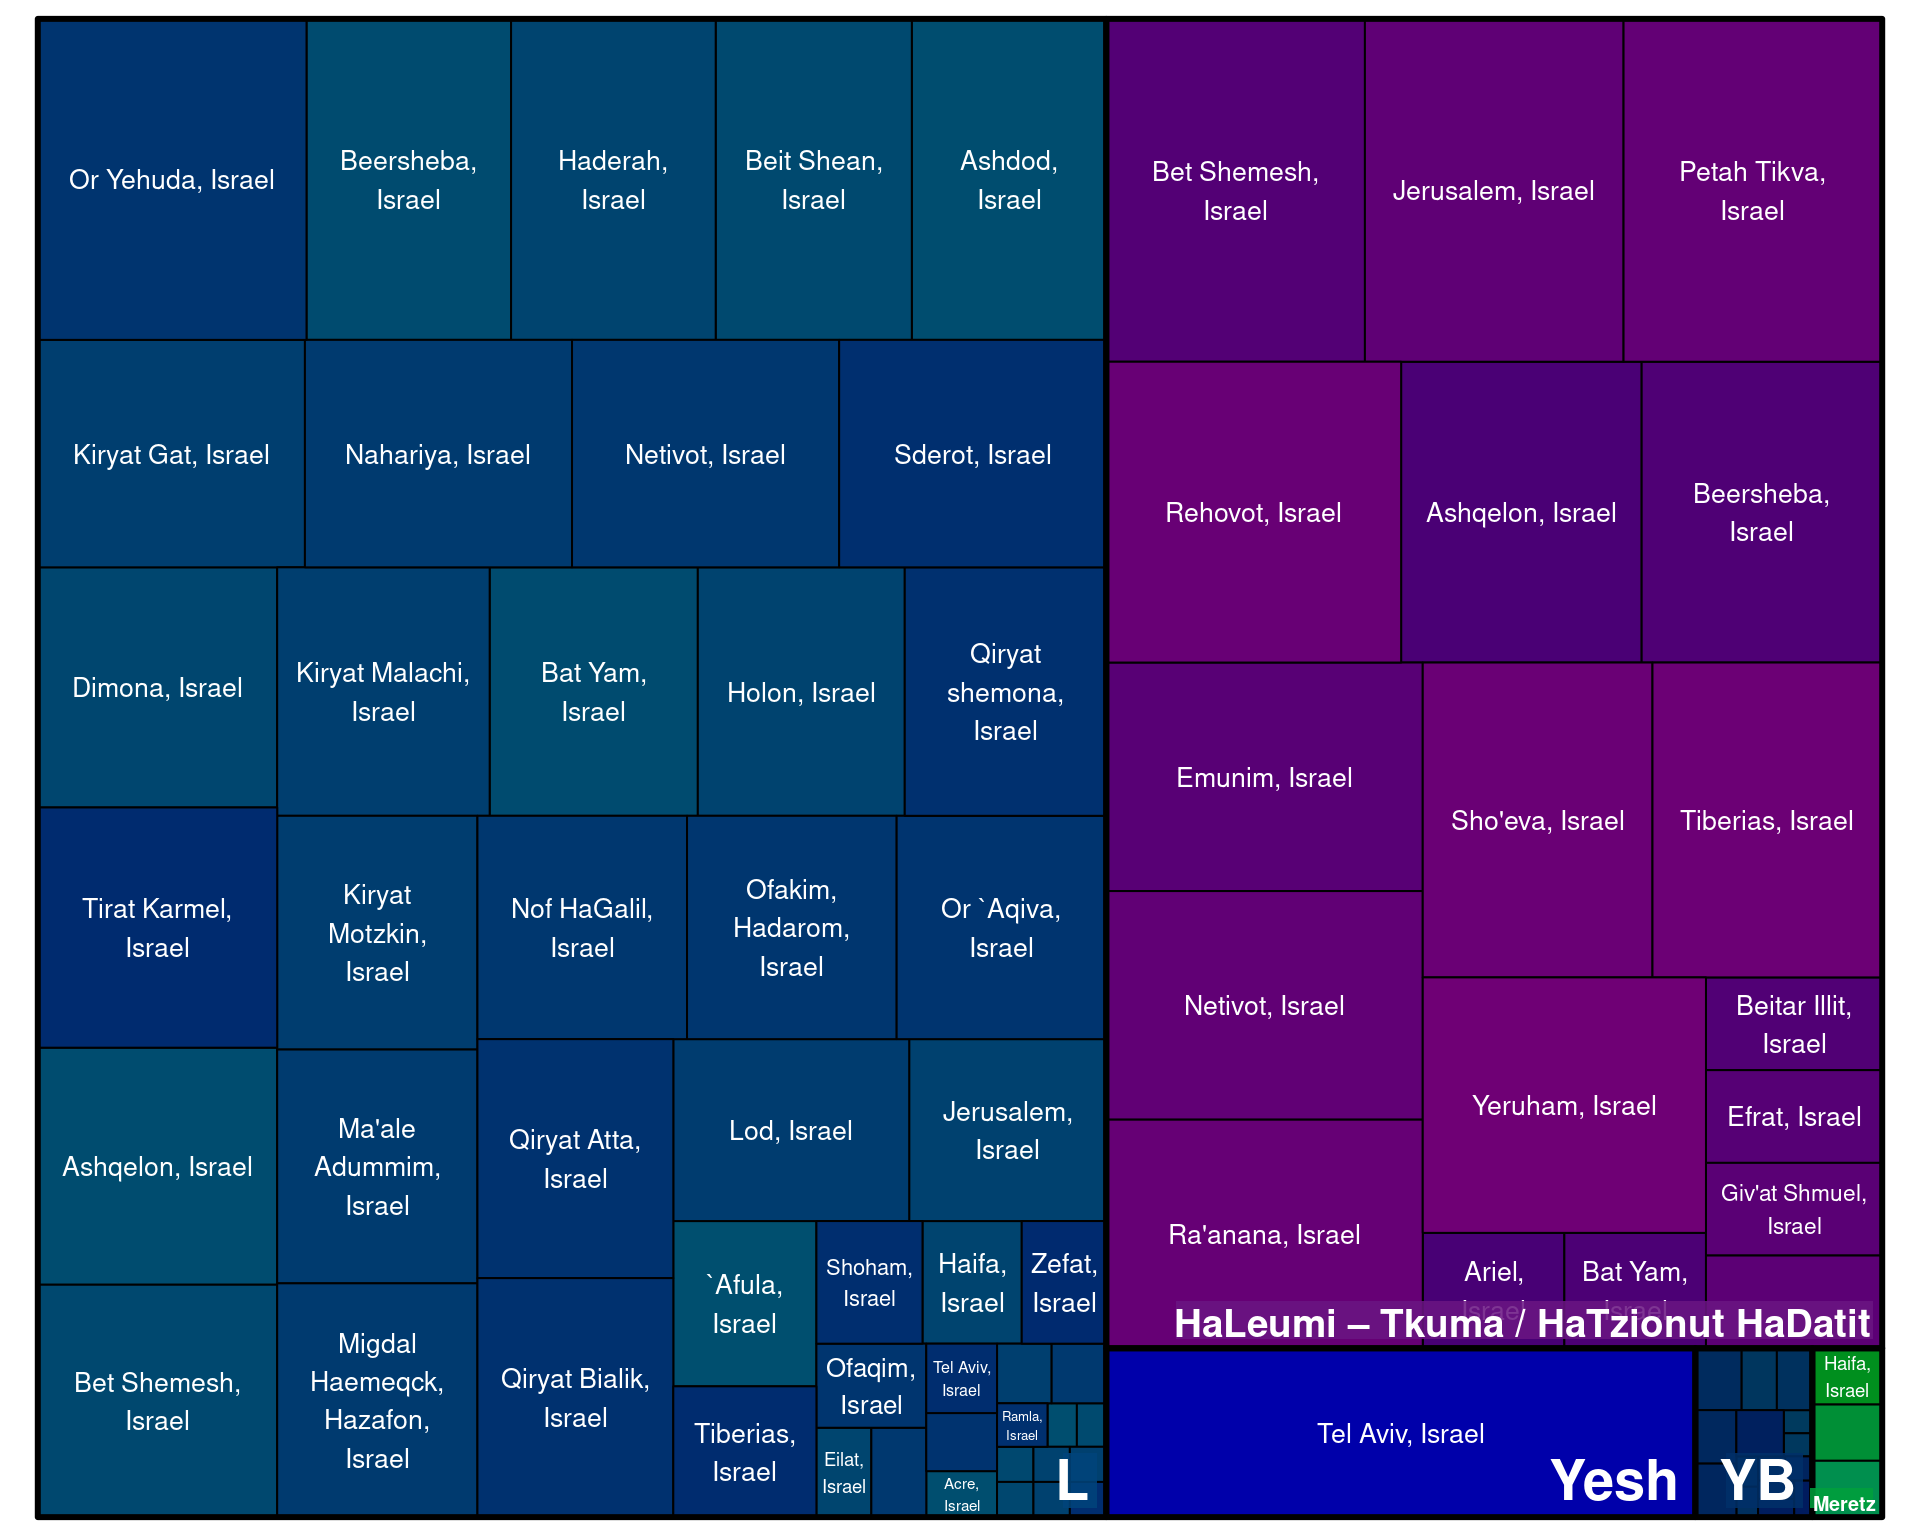 Or Yehuda, Israel
Beersheba,
Israel
Haderah,
Israel
Beit Shean,
Israel
Ashdod,
Israel
Kiryat Gat, Israel
Nahariya, Israel
Netivot, Israel
Sderot, Israel
Dimona, Israel
Kiryat Malachi,
Israel
Bat Yam,
Israel
Holon, Israel
Qiryat
shemona,
Israel
Tirat Karmel,
Israel
Kiryat
Motzkin,
Israel
Nof HaGalil,
Israel
Ofakim,
Hadarom,
Israel
Or `Aqiva,
Israel
Ashqelon, Israel
Ma'ale
Adummim,
Israel
Qiryat Atta,
Israel
Lod, Israel
Jerusalem,
Israel
Bet Shemesh,
Israel
Migdal
Haemeqck,
Hazafon,
Israel
Qiryat Bialik,
Israel
`Afula,
Israel
Shoham,
Israel
Haifa,
Israel
Zefat,
Israel
Tiberias,
Israel
Ofaqim,
Israel
Tel Aviv,
Israel
Ramla,
Israel
Eilat,
Israel
Acre,
Israel
L
Bet Shemesh,
Israel
Jerusalem, Israel
Petah Tikva,
Israel
Rehovot, Israel
Ashqelon, Israel
Beersheba,
Israel
Emunim, Israel
Sho'eva, Israel
Tiberias, Israel
Netivot, Israel
Yeruham, Israel
Beitar Illit,
Israel
Efrat, Israel
Giv'at Shmuel,
Israel
Ra'anana, Israel
Ariel,
Israel
Bat Yam,
Israel
HaLeumi – Tkuma / HaTzionut HaDatit
Tel Aviv, Israel
Yesh
YB
Haifa,
Israel
Meretz